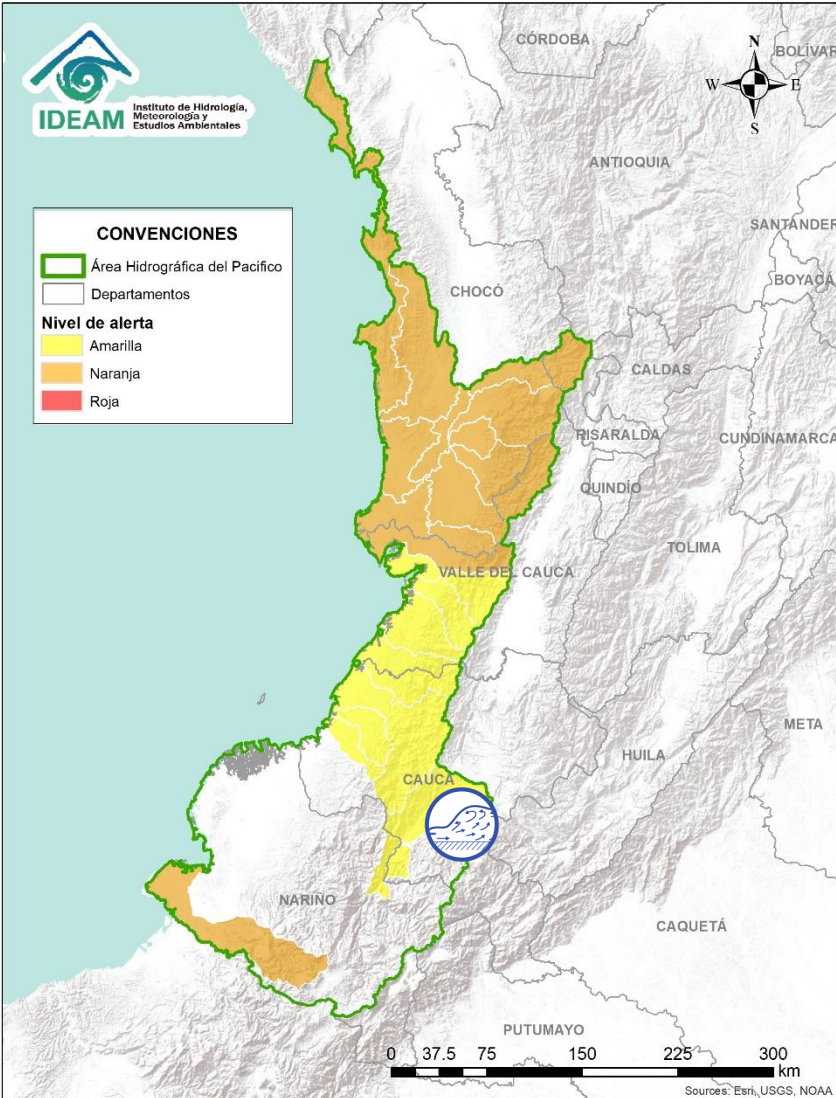 IDEAM
Instituto de Hidrología,
Meteorología y
Estudios Ambientales
N
W
E
S
CONVENCIONES
Área Hidrográfica del Pacifico
Departamentos
Nivel de alerta
Amarilla
Naranja
Roja
CÓRDOBA
BOLÍVAR
ANTIOQUIA
SANTANDER
BOYACÁ
CHOCÓ
CALDAS
RISARALDA
CUNDINAMARCA
QUINDÍO
TOLIMA
VALLE DEL CAUCA
META
HUILA
CAUCA
NARIÑO
CAQUETÁ
PUTUMAYO
0 37.5 75 150 225 300
km
Sources: Esri, USGS, NOAA